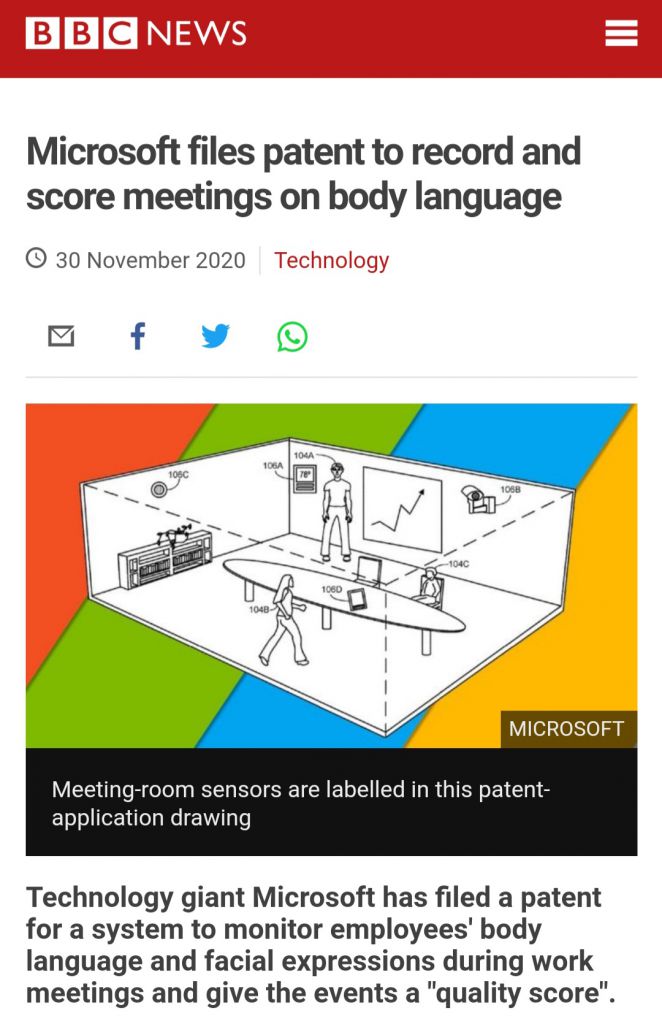 BBC NEWS
Microsoft files patent to record and
score meetings on body language
30 November 2020
Technology
106C
106A
104A
78°
106B
104C
106D
104B
MICROSOFT
Meeting-room sensors are labelled in this patent-
application drawing
Technology giant Microsoft has filed a patent
for a system to monitor employees' body
language and facial expressions during work
meetings and give the events a "quality score".